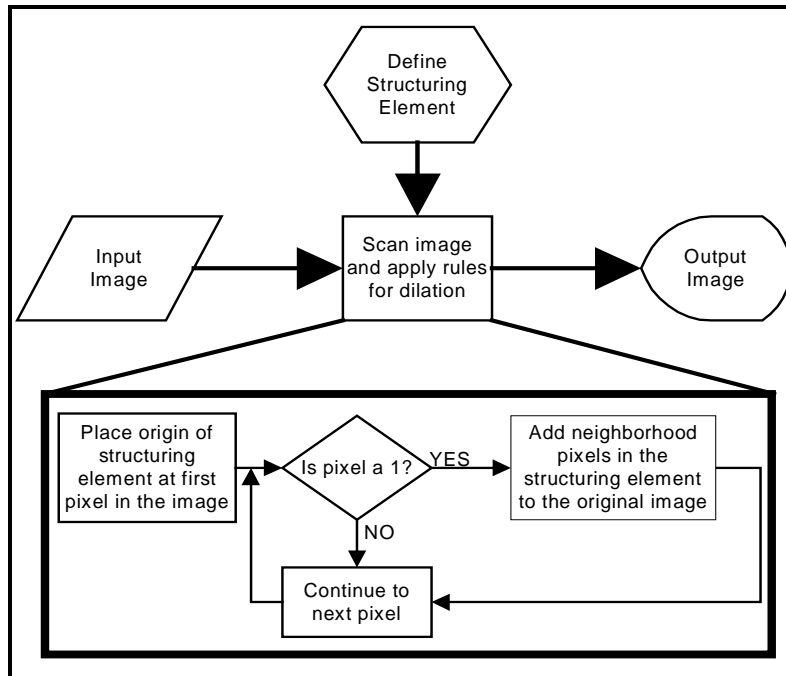 Define
Structuring
Element
Input
Image
Scan image
and apply rules
for dilation
Output
Image
Place origin of
structuring
element at first
pixel in the image
Is pixel a 1?
YES
Add neighborhood
pixels in the
structuring element
to the original image
NO
Continue to
next pixel